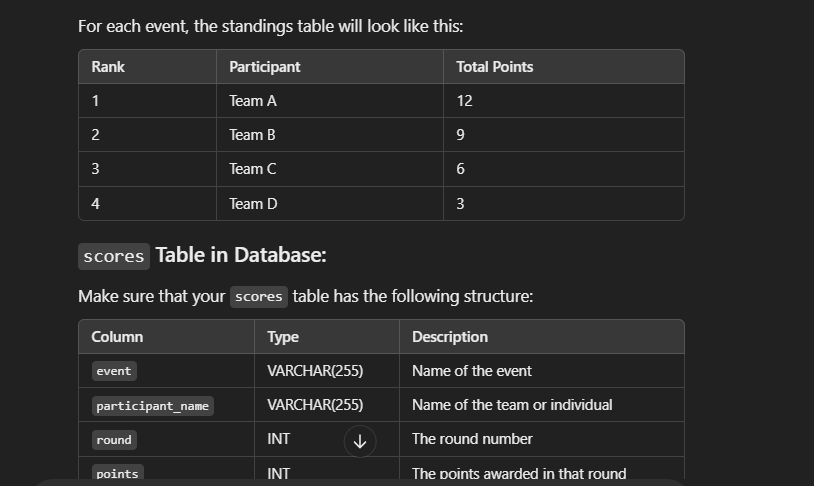 For each event, the standings table will look like this:
Rank Participant Total Points
1 Team A 12
2 Team B 9
3 Team C 6
4 Team D 3
scores Table in Database:
Make sure that your scores table has the following structure:
Column Type Description
event VARCHAR(255) Name of the event
participant_name VARCHAR(255) Name of the team or individual
round INT The round number
points INT The points awarded in that round